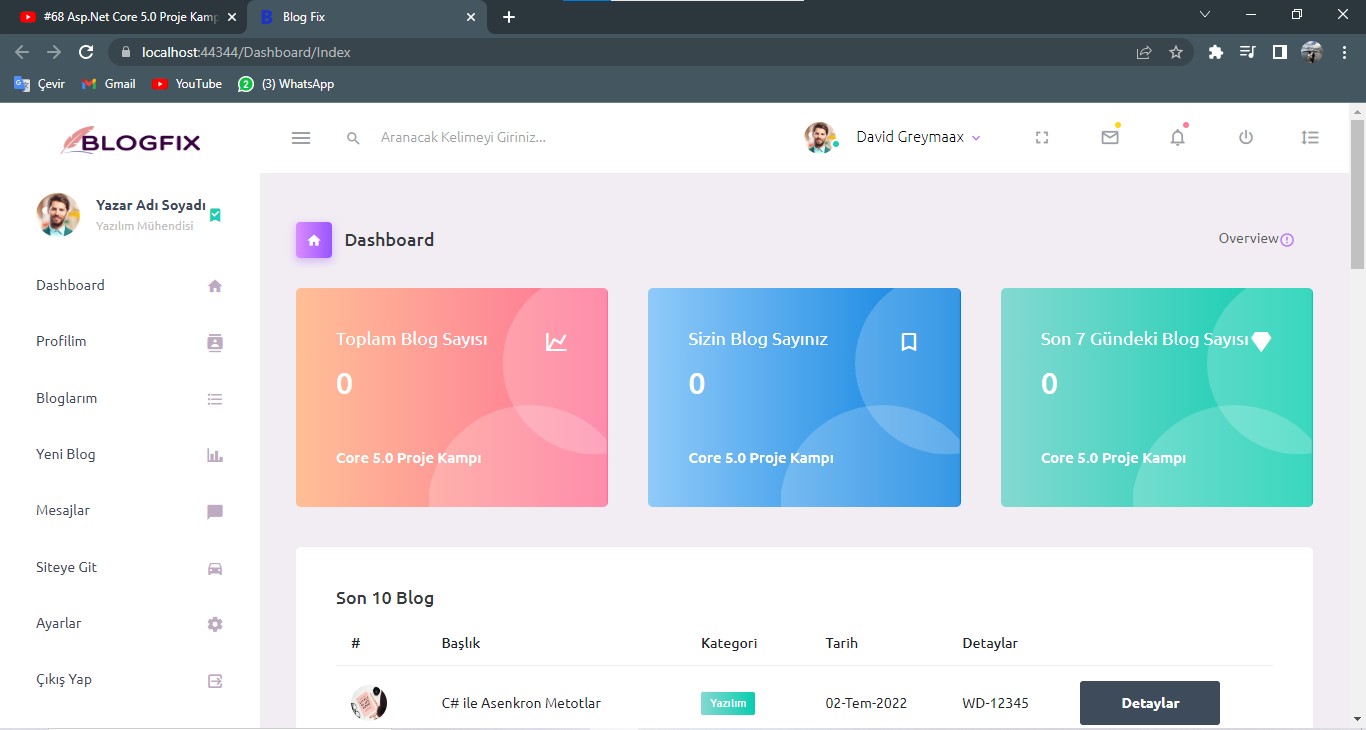 #68 Asp.Net Core 5.0 Proje Kamp
Blog Fix
localhost:44344/Dashboard/Index
Çevir
Gmail
YouTube
(3) WhatsApp
BLOGFIX
Aranacak Kelimeyi Giriniz...
David Greymaax
Yazar Adı Soyadı
Yazılım Mühendisi
Dashboard
Profilim
Bloglarım
Yeni Blog
Mesajlar
Siteye Git
Ayarlar
Çıkış Yap
Dashboard
Overview
Toplam Blog Sayısı
0
Core 5.0 Proje Kampı
Sizin Blog Sayınız
0
Core 5.0 Proje Kampı
Son 7 Gündeki Blog Sayısı
0
Core 5.0 Proje Kampı
Son 10 Blog
# Başlık Kategori Tarih Detaylar
C# ile Asenkron Metotlar Yazılım 02-Tem-2022 WD-12345 Detaylar